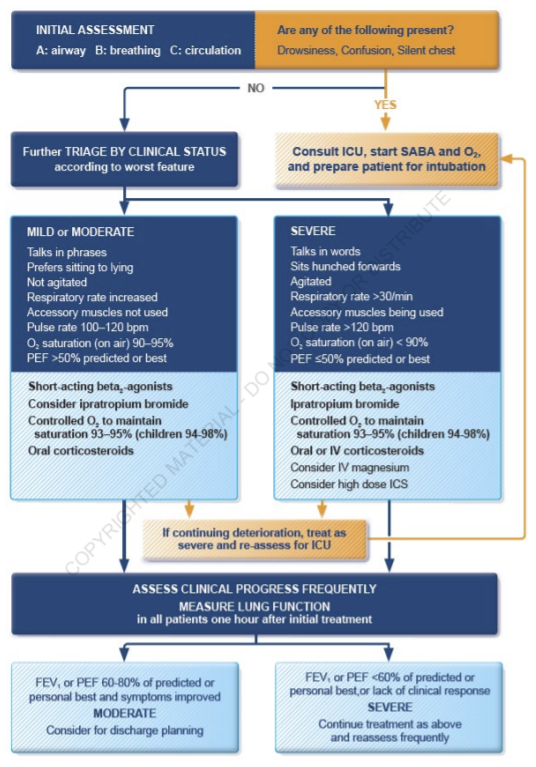 INITIAL ASSESSMENT
A: airway B: breathing C: circulation
Are any of the following present?
Drowsiness, Confusion, Silent chest
NO
YES
Further TRIAGE BY CLINICAL STATUS
according to worst feature
Consult ICU, start SABA and O₂,
and prepare patient for intubation
MILD or MODERATE
Talks in phrases
Prefers sitting to lying
Not agitated
Respiratory rate increased
Accessory muscles not used
Pulse rate 100–120 bpm
O₂ saturation (on air) 90–95%
PEF >50% predicted or best
Short-acting beta₂-agonists
Consider ipratropium bromide
Controlled O₂ to maintain
saturation 93–95% (children 94-98%)
Oral corticosteroids
SEVERE
Talks in words
Sits hunched forwards
Agitated
Respiratory rate >30/min
Accessory muscles being used
Pulse rate >120 bpm
O₂ saturation (on air) < 90%
PEF ≤50% predicted or best
Short-acting beta₂-agonists
Ipratropium bromide
Controlled O₂ to maintain
saturation 93–95% (children 94-98%)
Oral or IV corticosteroids
Consider IV magnesium
Consider high dose ICS
If continuing deterioration, treat as
severe and re-assess for ICU
ASSESS CLINICAL PROGRESS FREQUENTLY
MEASURE LUNG FUNCTION
in all patients one hour after initial treatment
FEV₁ or PEF 60-80% of predicted or
personal best and symptoms improved
MODERATE
Consider for discharge planning
FEV₁ or PEF <60% of predicted or
personal best,or lack of clinical response
SEVERE
Continue treatment as above
and reassess frequently
COPYRIGHTED MATERIAL - DO NOT COPY OR DISTRIBUTE